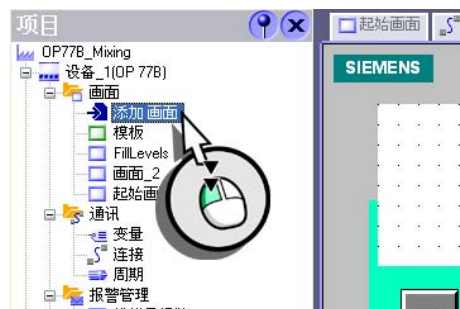 项目
起始画面
OP77B_Mixing
SIEMENS
设备_1(OP 77B)
画面
添加 画面
模板
FillLevels
画面_2
起始画
通讯
变量
连接
周期
报警管理